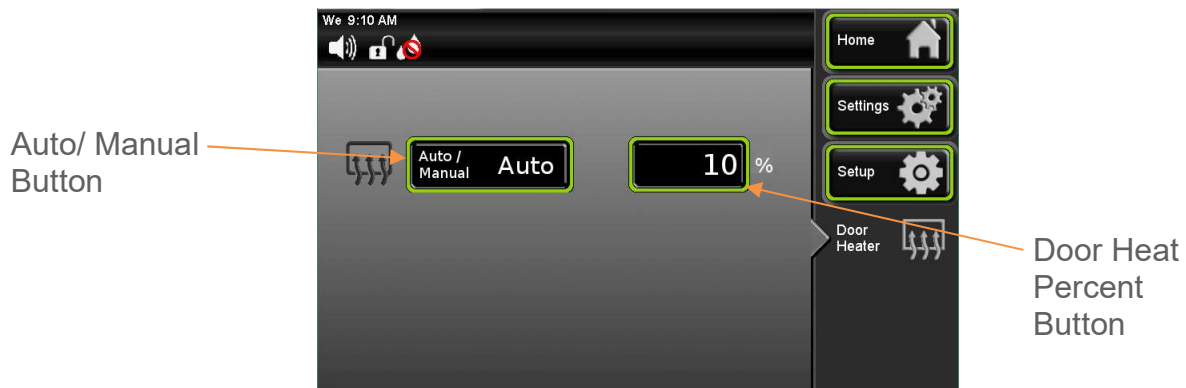 We 9:10 AM
Home
Settings
Auto/ Manual
Button
Auto /
Manual
Auto
10 %
Setup
Door
Heater
Door Heat
Percent
Button